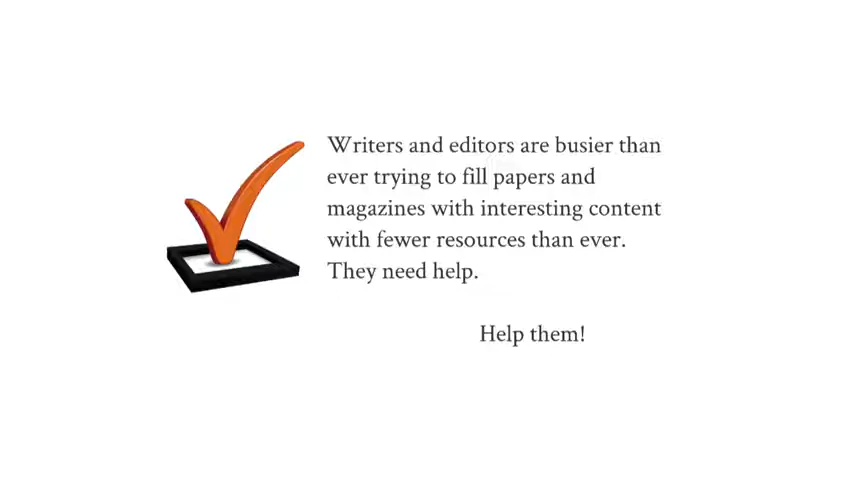 Writers and editors are busier than
ever trying to fill papers and
magazines with interesting content
with fewer resources than ever.
They need help.
Help them!